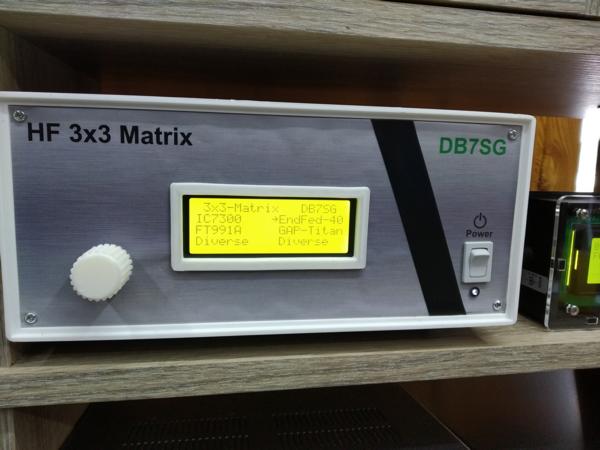 HF 3x3 Matrix
DB7SG
3x3-Matrix DB7SG
IC7300 →EndFed-40
FT991A GAP-Titan
Diverse Diverse
Power